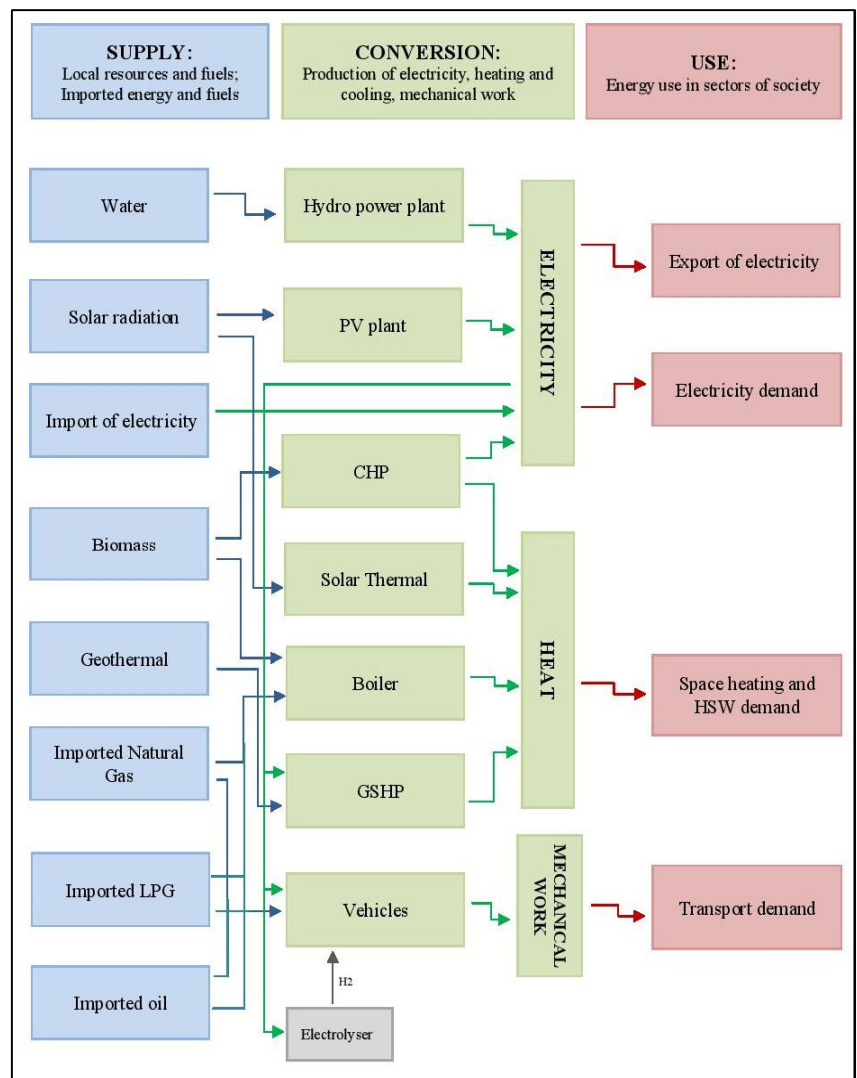 SUPPLY:
Local resources and fuels;
Imported energy and fuels
CONVERSION:
Production of electricity, heating and
cooling, mechanical work
USE:
Energy use in sectors of society
Water
Hydro power plant
ELECTRICITY
Export of electricity
Solar radiation
PV plant
Import of electricity
Electricity demand
CHP
Biomass
Solar Thermal
HEAT
Geothermal
Boiler
Space heating and
HSW demand
Imported Natural
Gas
GSHP
Imported LPG
Vehicles
MECHANICAL
WORK
Transport demand
H2
Imported oil
Electrolyser